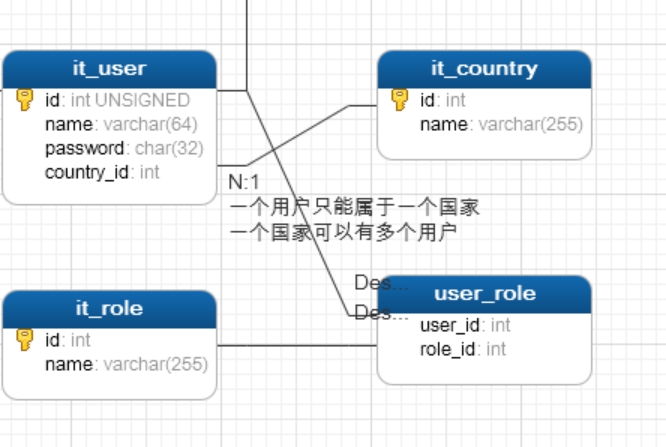 it_user
id: int UNSIGNED
name: varchar(64)
password: char(32)
country_id: int
it_country
id: int
name: varchar(255)
N:1
一个用户只能属于一个国家
一个国家可以有多个用户
it_role
id: int
name: varchar(255)
Des...
Des...
user_role
user_id: int
role_id: int